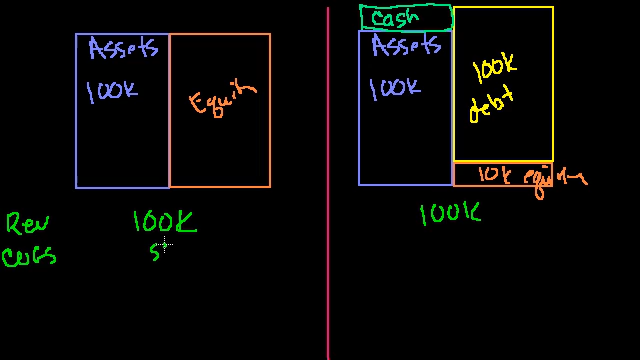 Assets
100K
Equity
Rev 100K
COGS 5
cash
Assets
100K
100K
debt
10K equity
100K